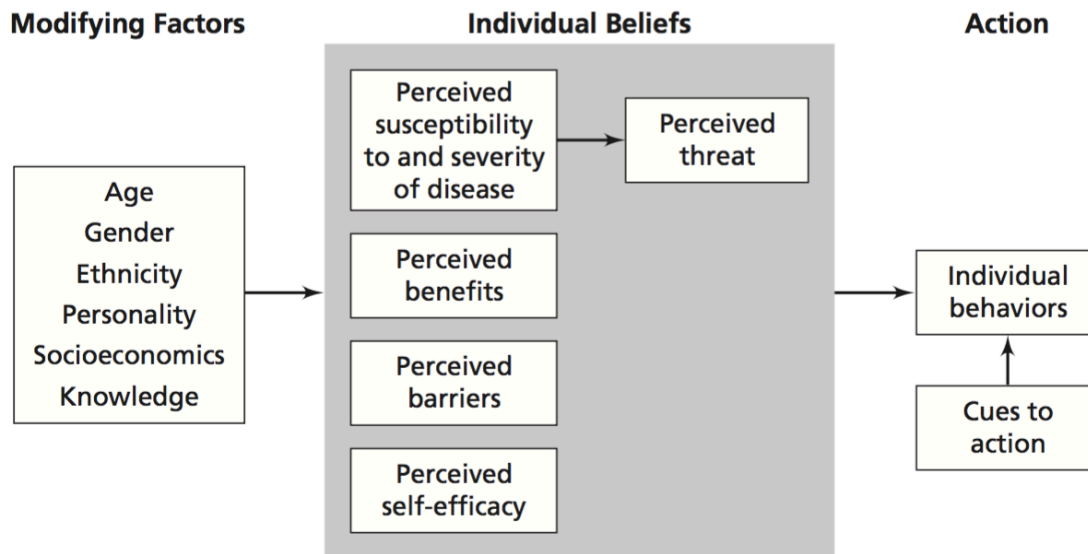 Modifying Factors
Individual Beliefs
Action
Age
Gender
Ethnicity
Personality
Socioeconomics
Knowledge
Perceived
susceptibility
to and severity
of disease
Perceived
threat
Perceived
benefits
Perceived
barriers
Perceived
self-efficacy
Individual
behaviors
Cues to
action